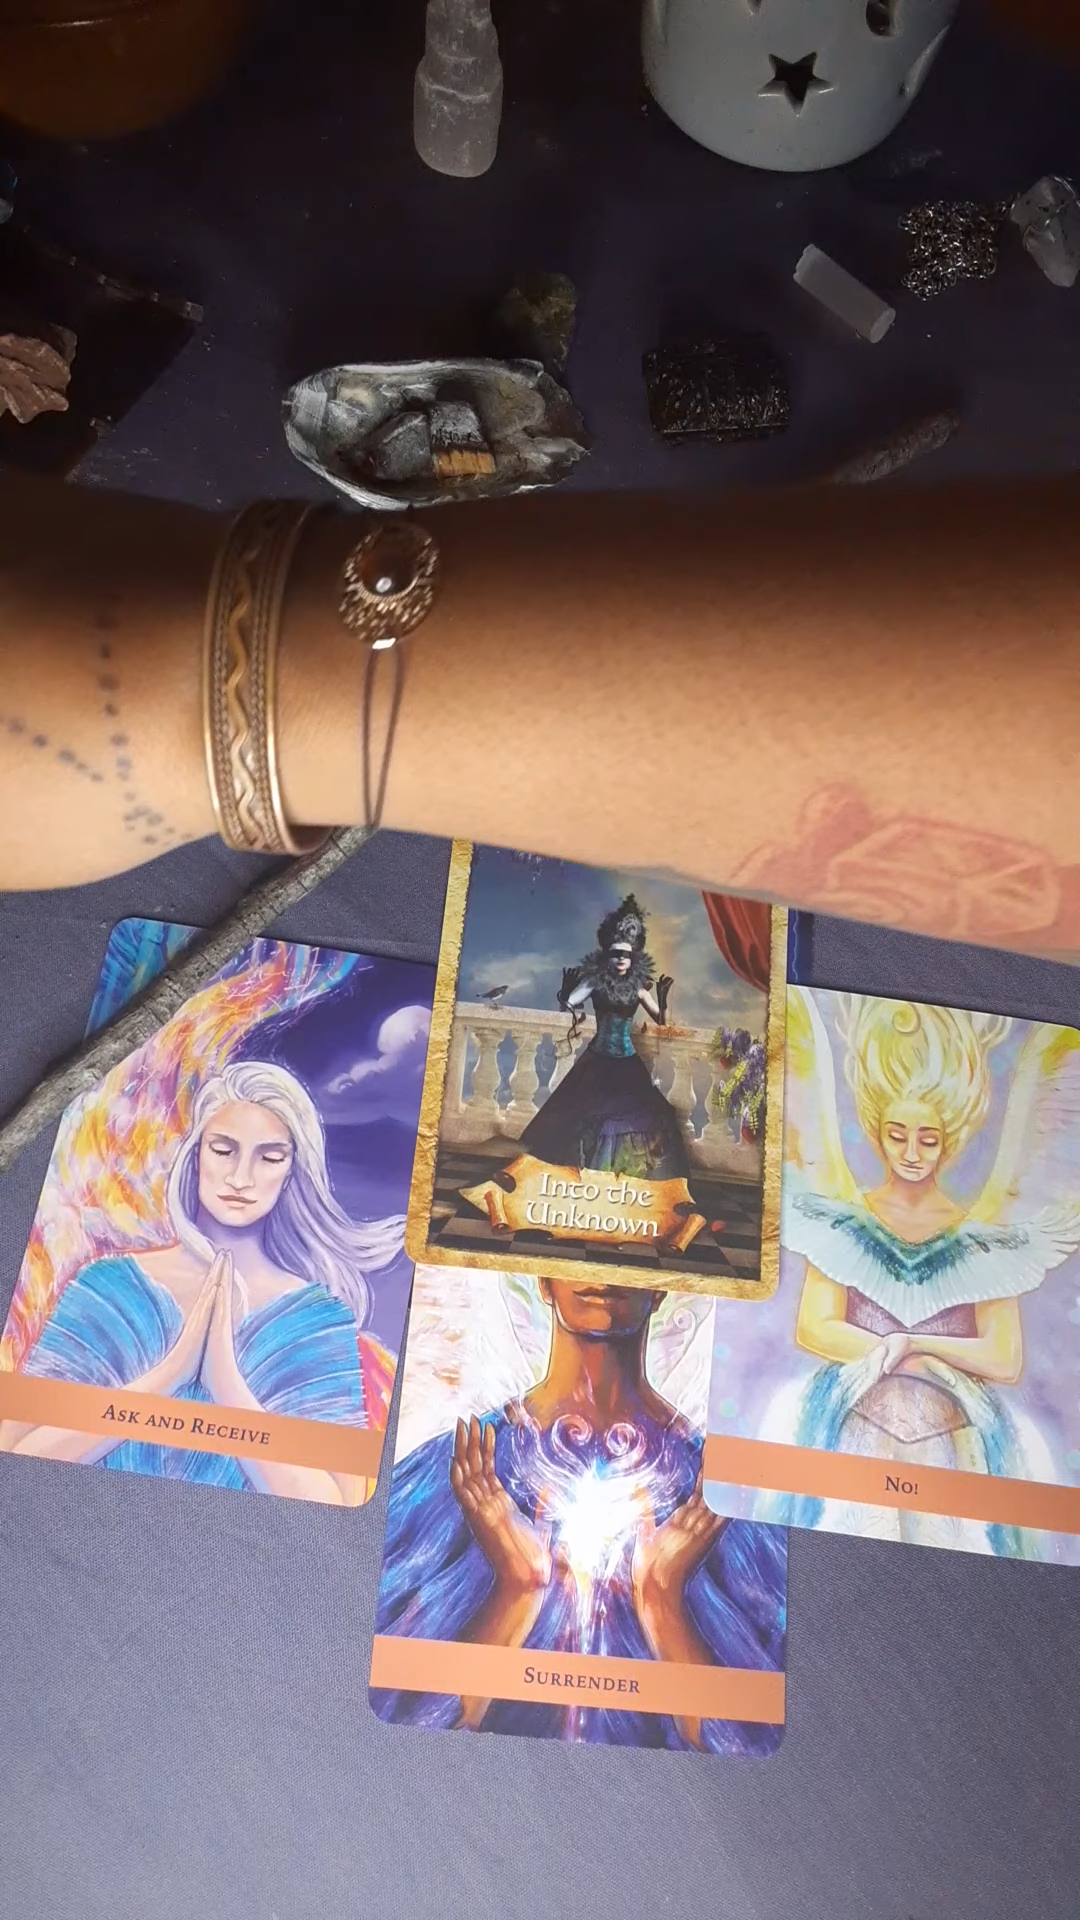 Into the
Unknown
Ask and Receive
No!
Surrender